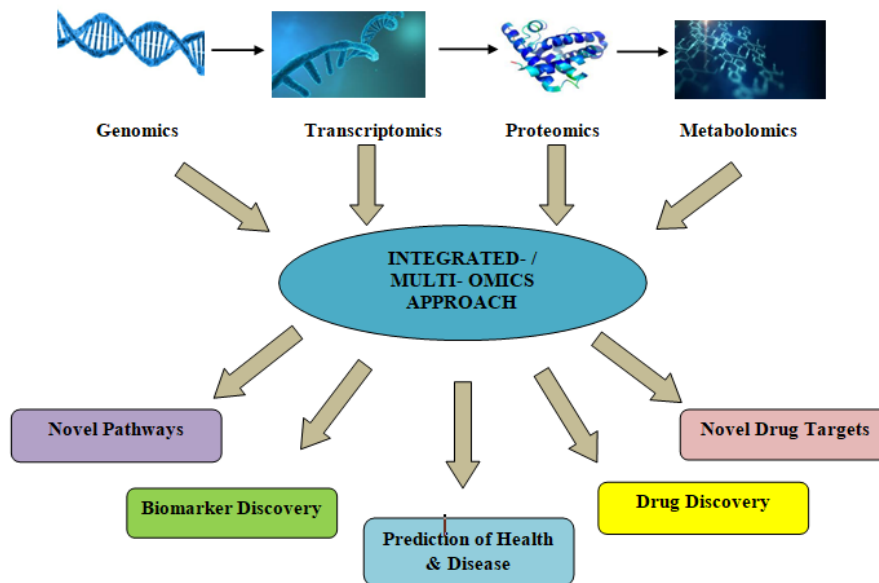 Genomics
Transcriptomics
Proteomics
Metabolomics
INTEGRATED- /
MULTI- OMICS
APPROACH
Novel Pathways
Novel Drug Targets
Biomarker Discovery
Drug Discovery
Prediction of Health
& Disease